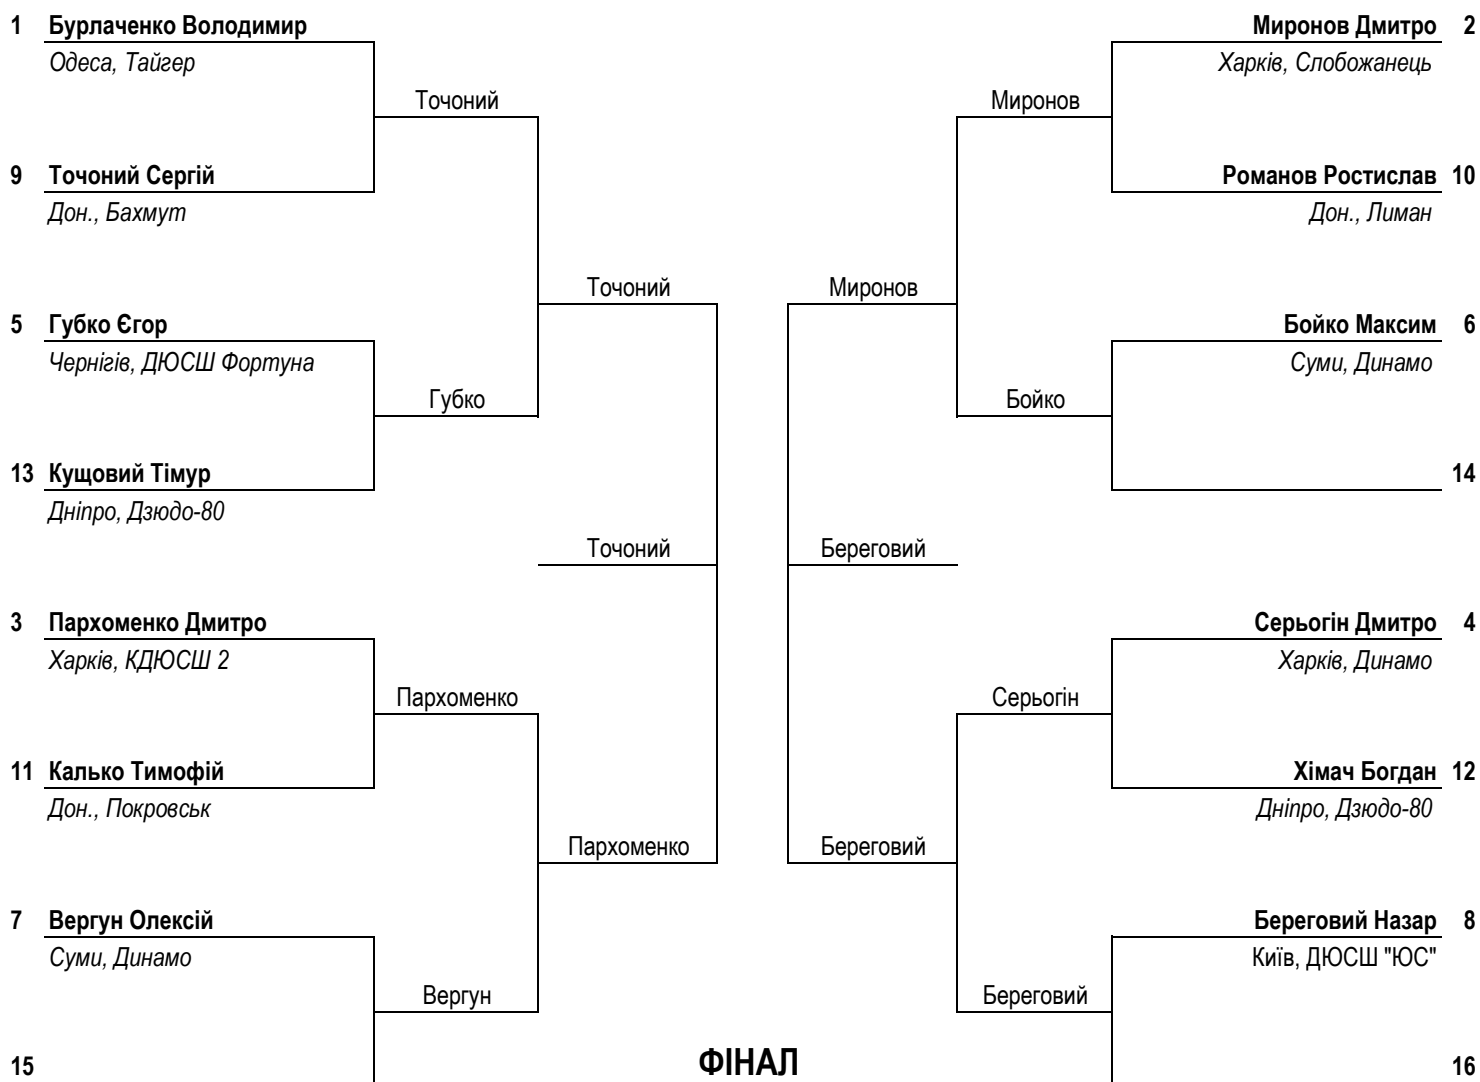 1 Бурлаченко Володимир
Миронов Дмитро 2
Одеса, Тайгер
Харків, Слобожанець
Точоний
Миронов
9 Точоний Сергій
Романов Ростислав 10
Дон., Бахмут
Дон., Лиман
Точоний
Миронов
5 Губко Єгор
Бойко Максим 6
Чернігів, ДЮСШ Фортуна
Суми, Динамо
Губко
Бойко
13 Кущовий Тімур
14
Дніпро, Дзюдо-80
Точоний
Береговий
3 Пархоменко Дмитро
Серьогін Дмитро 4
Харків, КДЮСШ 2
Харків, Динамо
Пархоменко
Серьогін
11 Калько Тимофій
Хімач Богдан 12
Дон., Покровськ
Дніпро, Дзюдо-80
Пархоменко
Береговий
7 Вергун Олексій
Береговий Назар 8
Суми, Динамо
Київ, ДЮСШ "ЮС"
Вергун
Береговий
15
ФІНАЛ
16